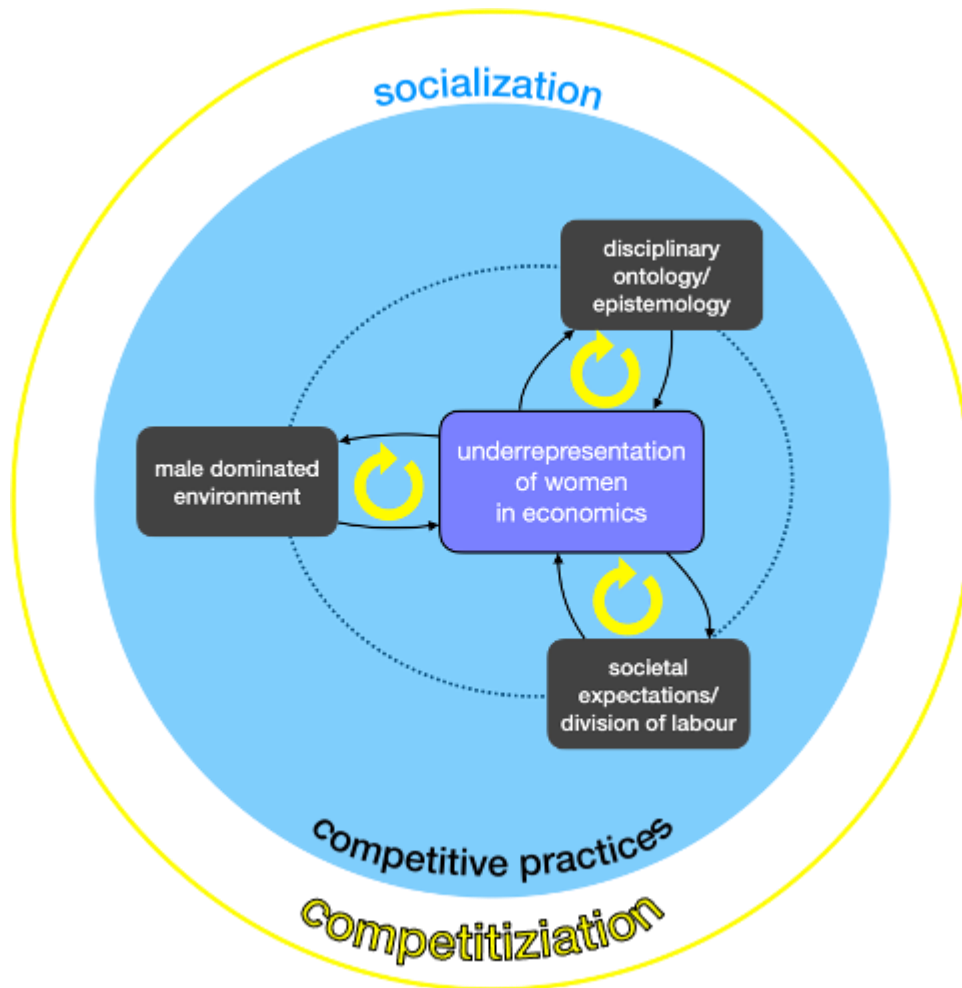 socialization
disciplinary
ontology/
epistemology
male dominated
environment
underrepresentation
of women
in economics
societal
expectations/
division of labour
competitive practices
competitiziation